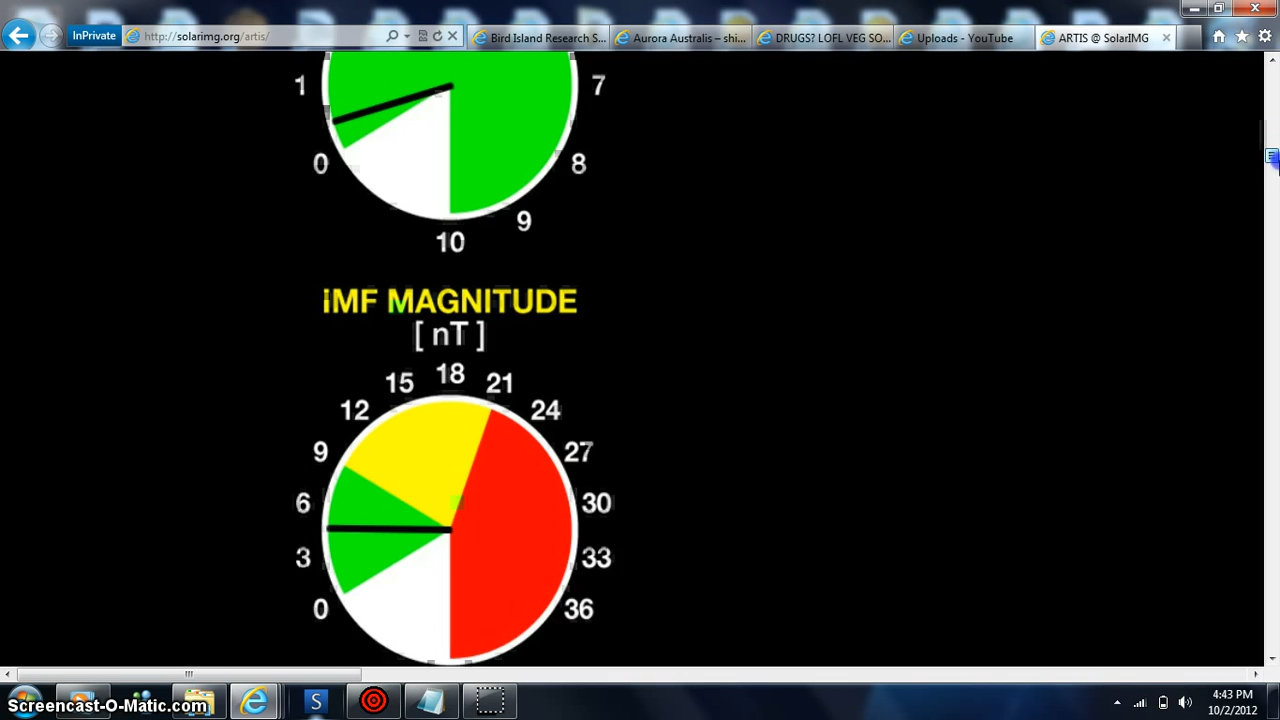 InPrivate
http://solarimg.org/artis/
Bird Island Research S...
Aurora Australis – shi...
DRUGS? LOFL VEG SO...
Uploads - YouTube
ARTIS @ SolarIMG
1
7
0
8
9
10
iMF MAGNITUDE
[ nT ]
18
15
21
12
24
9
27
6
30
3
33
0
36
S
Screencast-O-Matic.com
4:43 PM
10/2/2012